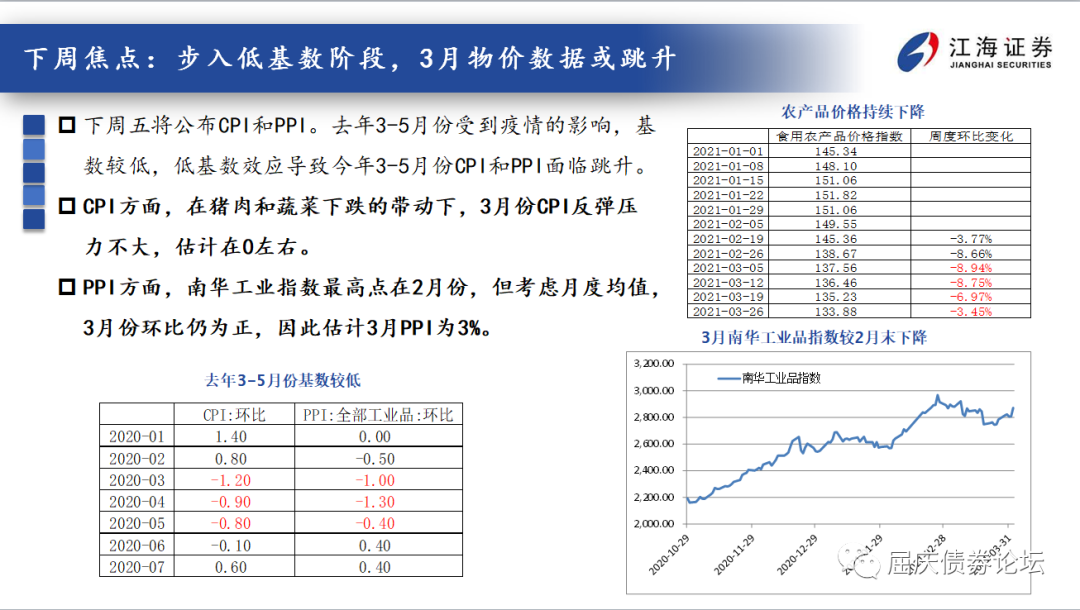 下周焦点：步入低基数阶段，3月物价数据或跳升
江海证券
JIANGHAI SECURITIES
下周五将公布CPI和PPI。去年3-5月份受到疫情的影响，基
数较低，低基数效应导致今年3-5月份CPI和PPI面临跳升。
CPI方面，在猪肉和蔬菜下跌的带动下，3月份CPI反弹压
力不大，估计在0左右。
PPI方面，南华工业指数最高点在2月份，但考虑月度均值，
3月份环比仍为正，因此估计3月PPI为3%。
去年3-5月份基数较低
CPI:环比 PPI:全部工业品:环比
2020-01 1.40 0.00
2020-02 0.80 -0.50
2020-03 -1.20 -1.00
2020-04 -0.90 -1.30
2020-05 -0.80 -0.40
2020-06 -0.10 0.40
2020-07 0.60 0.40
农产品价格持续下降
食用农产品价格指数 周度环比变化
2021-01-01 145.34
2021-01-08 148.10
2021-01-15 151.06
2021-01-22 151.82
2021-01-29 151.06
2021-02-05 149.55
2021-02-19 145.36 -3.77%
2021-02-26 138.67 -8.66%
2021-03-05 137.56 -8.94%
2021-03-12 136.46 -8.75%
2021-03-19 135.23 -6.97%
2021-03-26 133.88 -3.45%
3月南华工业品指数较2月末下降
南华工业品指数
3,200.00
3,000.00
2,800.00
2,600.00
2,400.00
2,200.00
2,000.00
2020-10-29
2020-11-29
2020-12-29
屈庆债券论坛